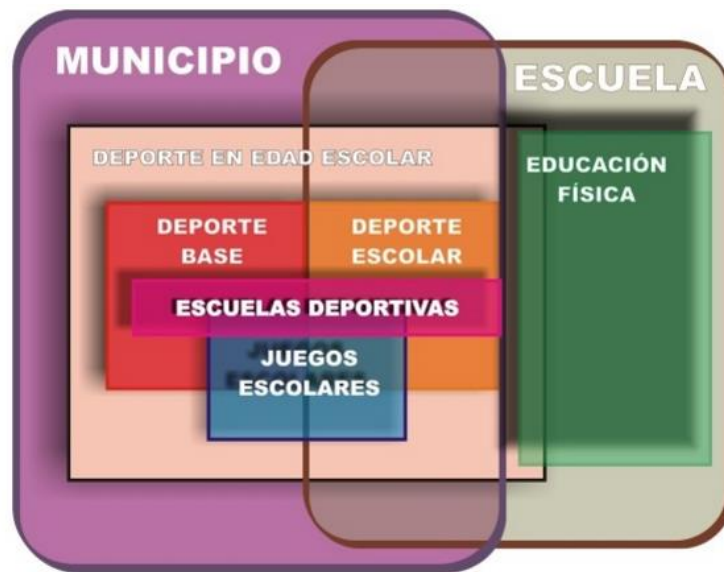 MUNICIPIO
ESCUELA
DEPORTE EN EDAD ESCOLAR
EDUCACIÓN
FÍSICA
DEPORTE
BASE
DEPORTE
ESCOLAR
ESCUELAS DEPORTIVAS
JUEGOS
ESCOLARES